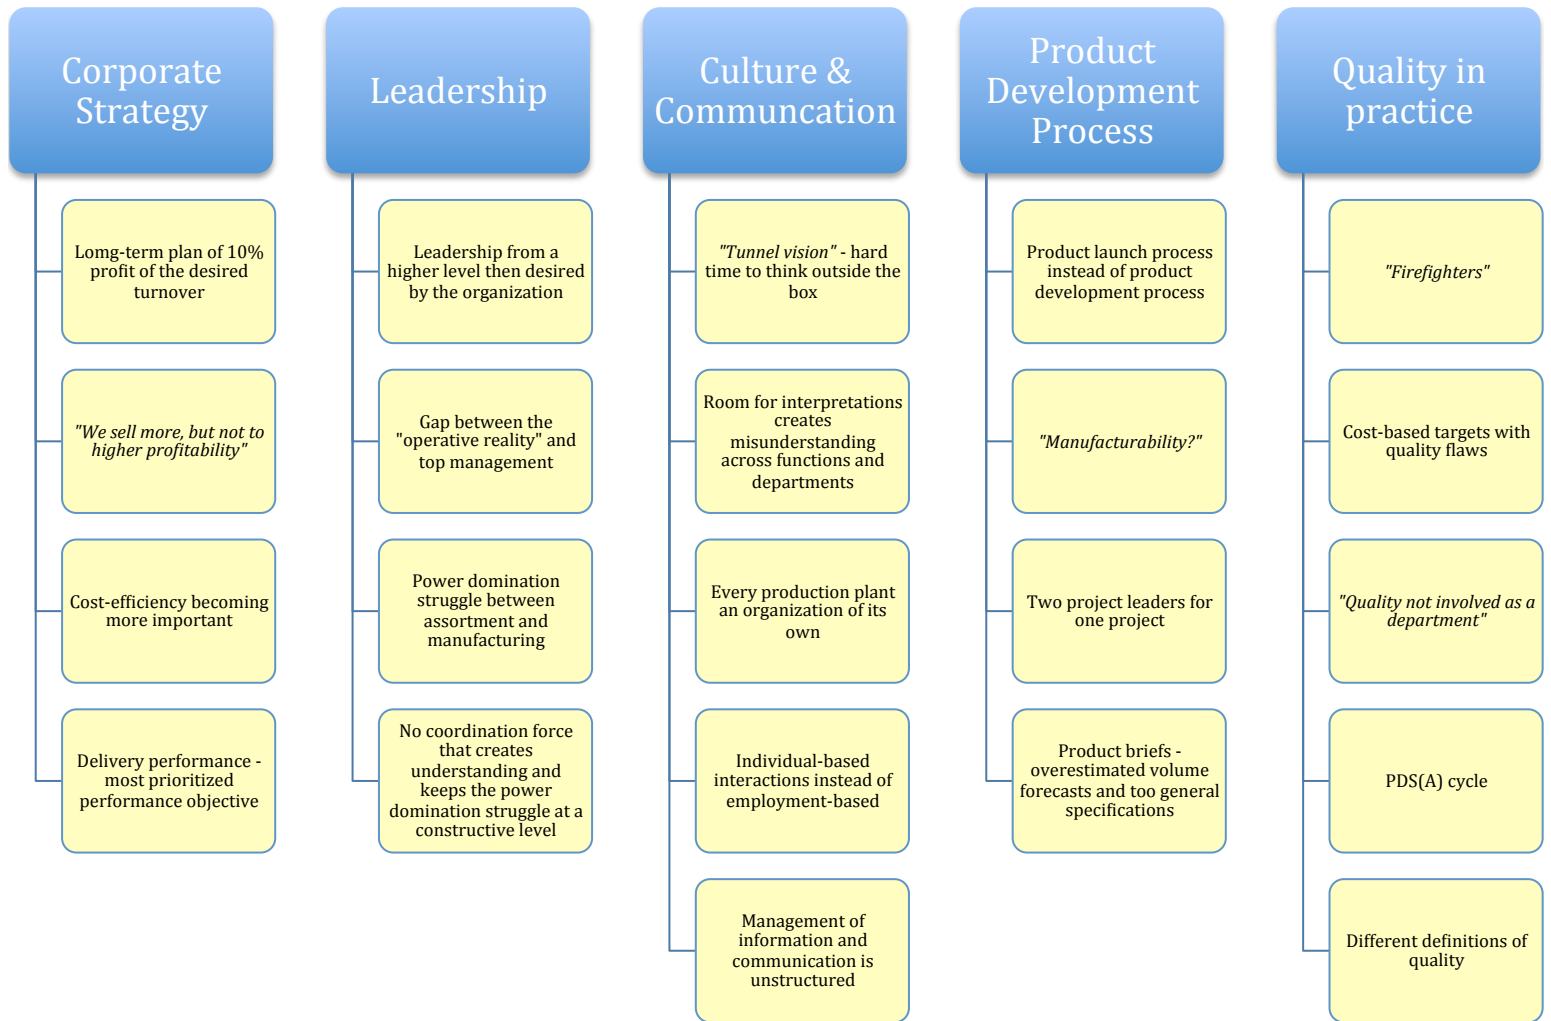 Corporate
Strategy
Lomg-term plan of 10%
profit of the desired
turnover
"We sell more, but not to
higher profitability"
Cost-efficiency becoming
more important
Delivery performance -
most prioritized
performance objective
Leadership
Leadership from a
higher level then desired
by the organization
Gap between the
"operative reality" and
top management
Power domination
struggle between
assortment and
manufacturing
No coordination force
that creates
understanding and
keeps the power
domination struggle at a
constructive level
Culture &
Communcation
"Tunnel vision" - hard
time to think outside the
box
Room for interpretations
creates
misunderstanding
across functions and
departments
Every production plant
an organization of its
own
Individual-based
interactions instead of
employment-based
Management of
information and
communication is
unstructured
Product
Development
Process
Product launch process
instead of product
development process
"Manufacturability?"
Two project leaders for
one project
Product briefs -
overestimated volume
forecasts and too general
specifications
Quality in
practice
"Firefighters"
Cost-based targets with
quality flaws
"Quality not involved as a
department"
PDS(A) cycle
Different definitions of
quality